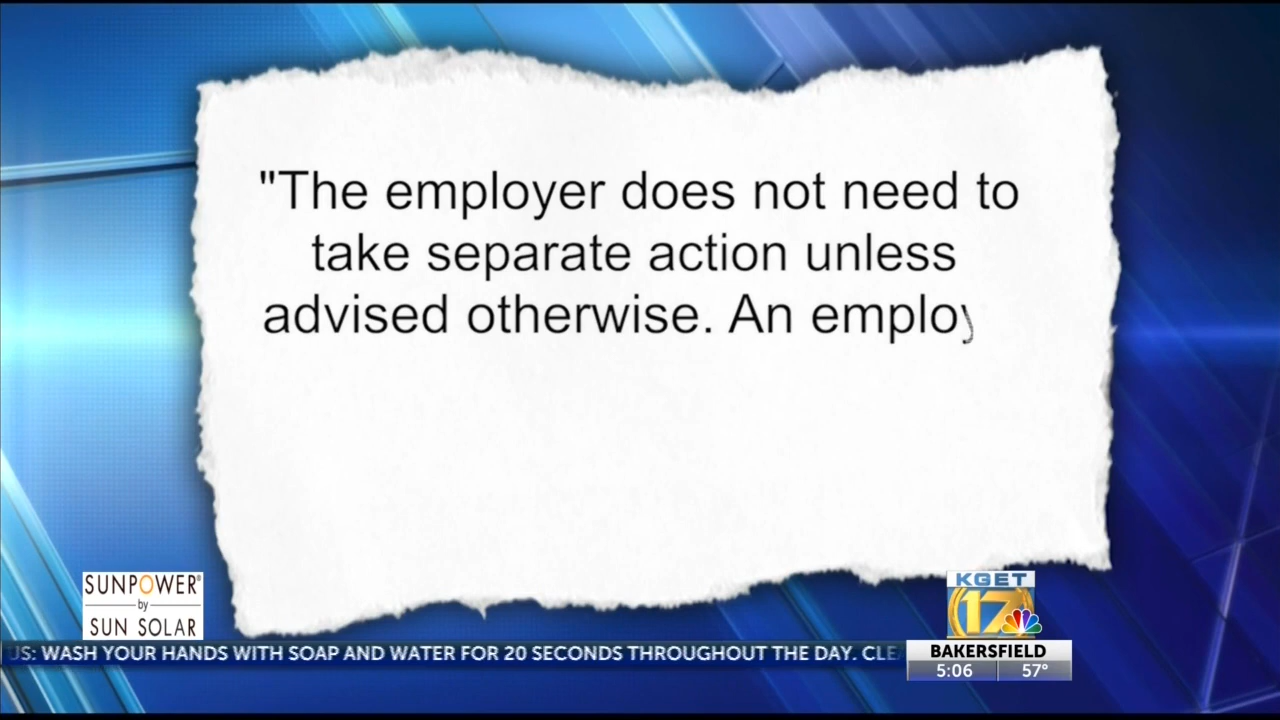 "The employer does not need to
take separate action unless
advised otherwise. An employ
SUNPOWER®
by
SUN SOLAR
KGET
17
US: WASH YOUR HANDS WITH SOAP AND WATER FOR 20 SECONDS THROUGHOUT THE DAY. CLE
BAKERSFIELD
5:06 57°